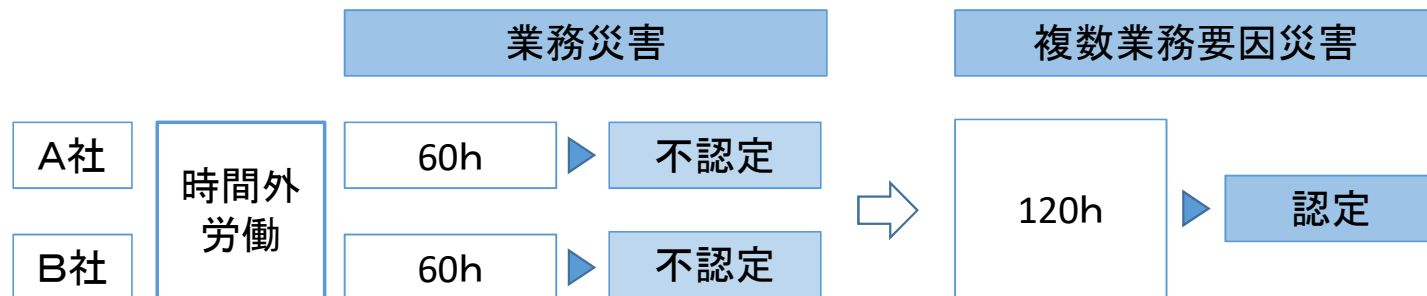 業務災害
複数業務要因災害
A社
時間外
労働
60h
不認定
120h
認定
B社
60h
不認定